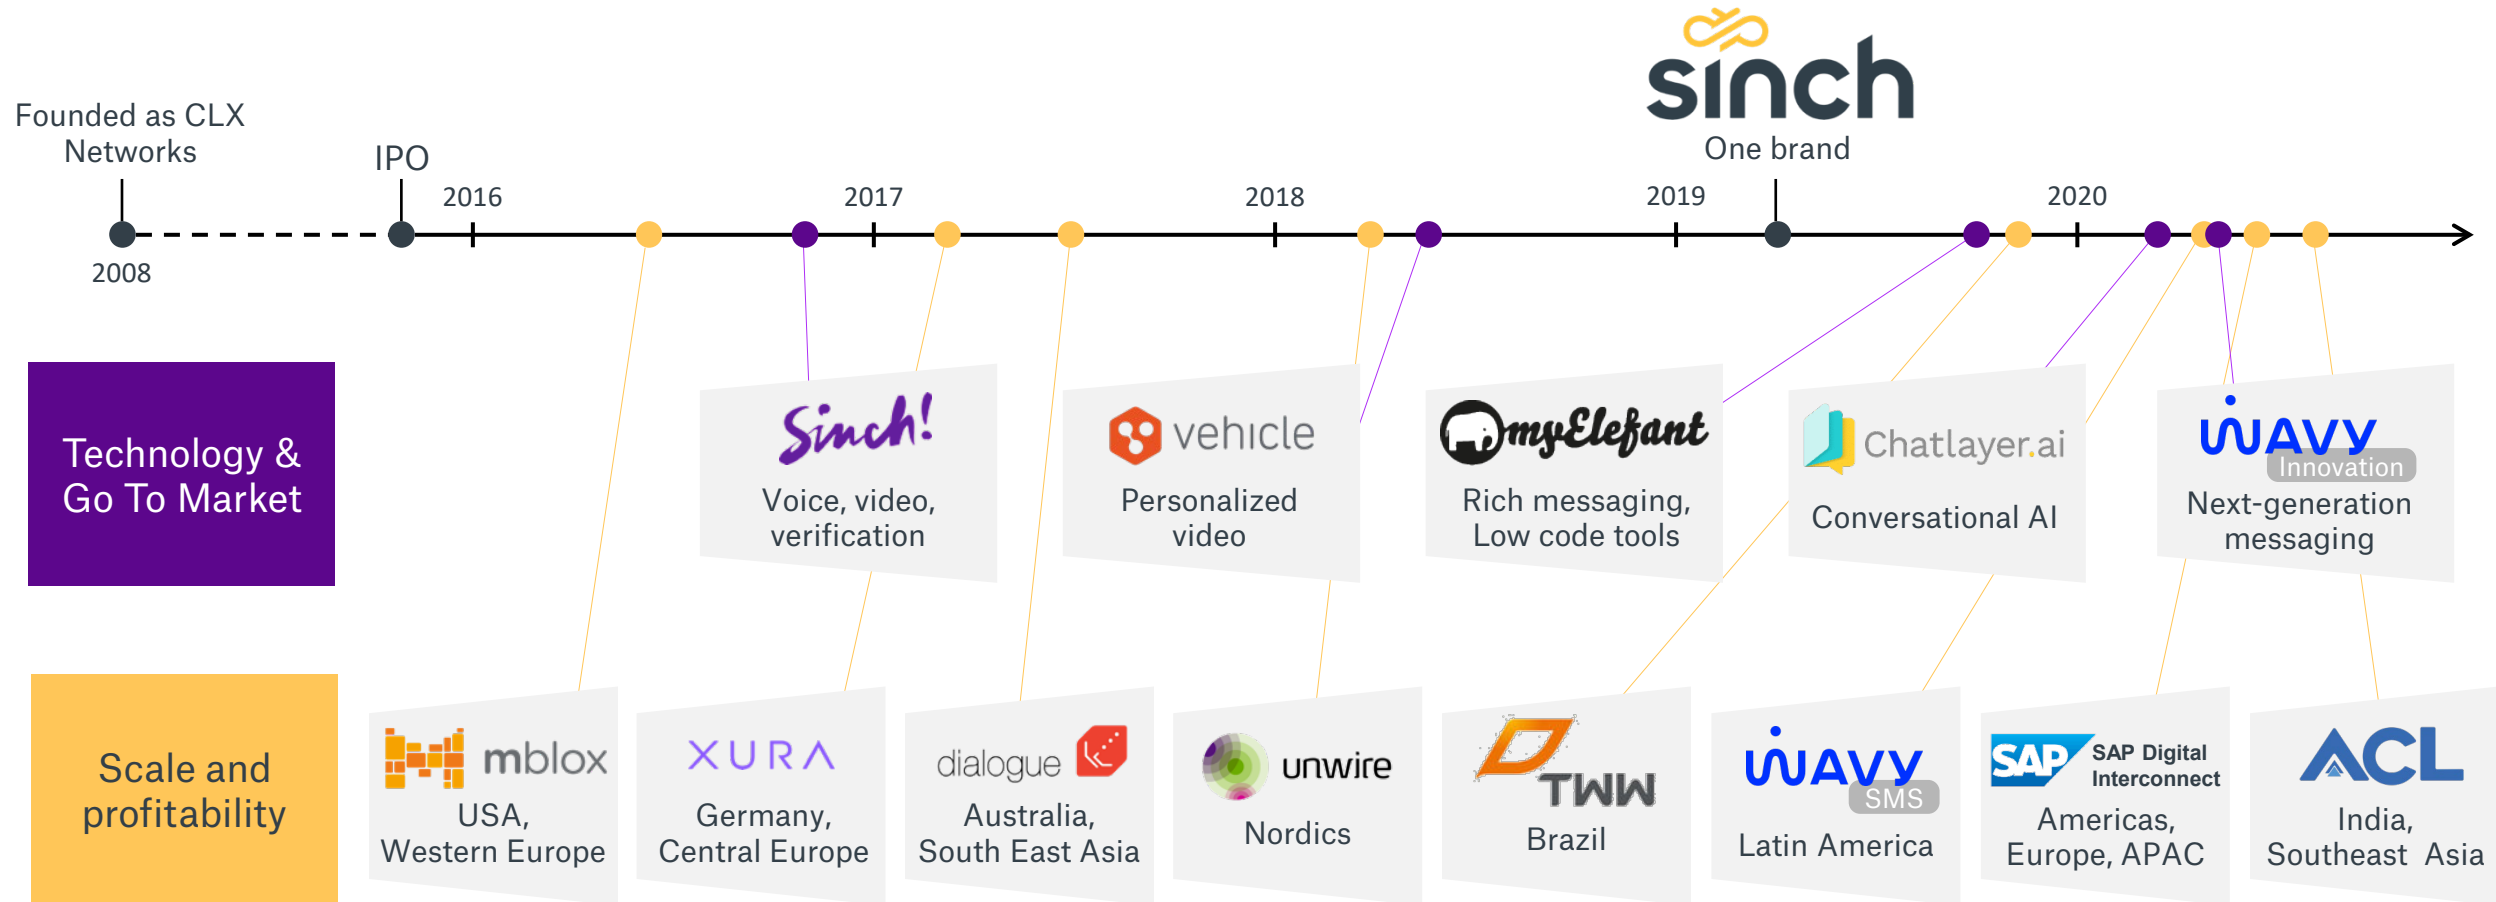 sinch
One brand
Founded as CLX
Networks
IPO
2016
2017
2018
2019
2020
2008
Technology &
Go To Market
Sinch!
Voice, video,
verification
vehicle
Personalized
video
myElefant
Rich messaging,
Low code tools
Chatlayer.ai
Conversational AI
WAVY
Innovation
Next-generation
messaging
Scale and
profitability
mblox
USA,
Western Europe
XURA
Germany,
Central Europe
dialogue
Australia,
South East Asia
unwire
Nordics
TWW
Brazil
WAVY
SMS
Latin America
SAP
SAP Digital
Interconnect
Americas,
Europe, APAC
ACL
India,
Southeast Asia